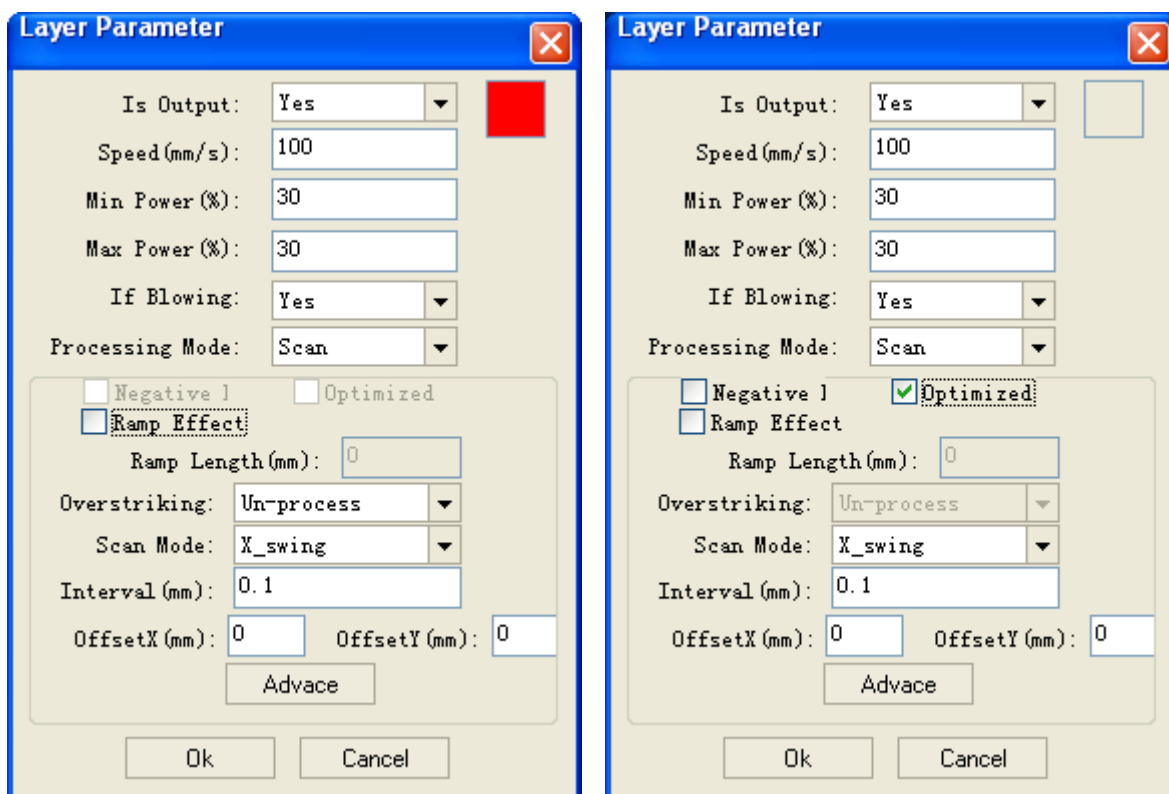 Layer Parameter
Is Output: Yes
Speed(mm/s): 100
Min Power(%): 30
Max Power(%): 30
If Blowing: Yes
Processing Mode: Scan
Negative l Optimized
Ramp Effect
Ramp Length(mm): 0
Overstriking: Un-process
Scan Mode: X_swing
Interval(mm): 0.1
OffsetX(mm): 0 OffsetY(mm): 0
Advace
Ok Cancel
Layer Parameter
Is Output: Yes
Speed(mm/s): 100
Min Power(%): 30
Max Power(%): 30
If Blowing: Yes
Processing Mode: Scan
Negative l Optimized
Ramp Effect
Ramp Length(mm): 0
Overstriking: Un-process
Scan Mode: X_swing
Interval(mm): 0.1
OffsetX(mm): 0 OffsetY(mm): 0
Advace
Ok Cancel